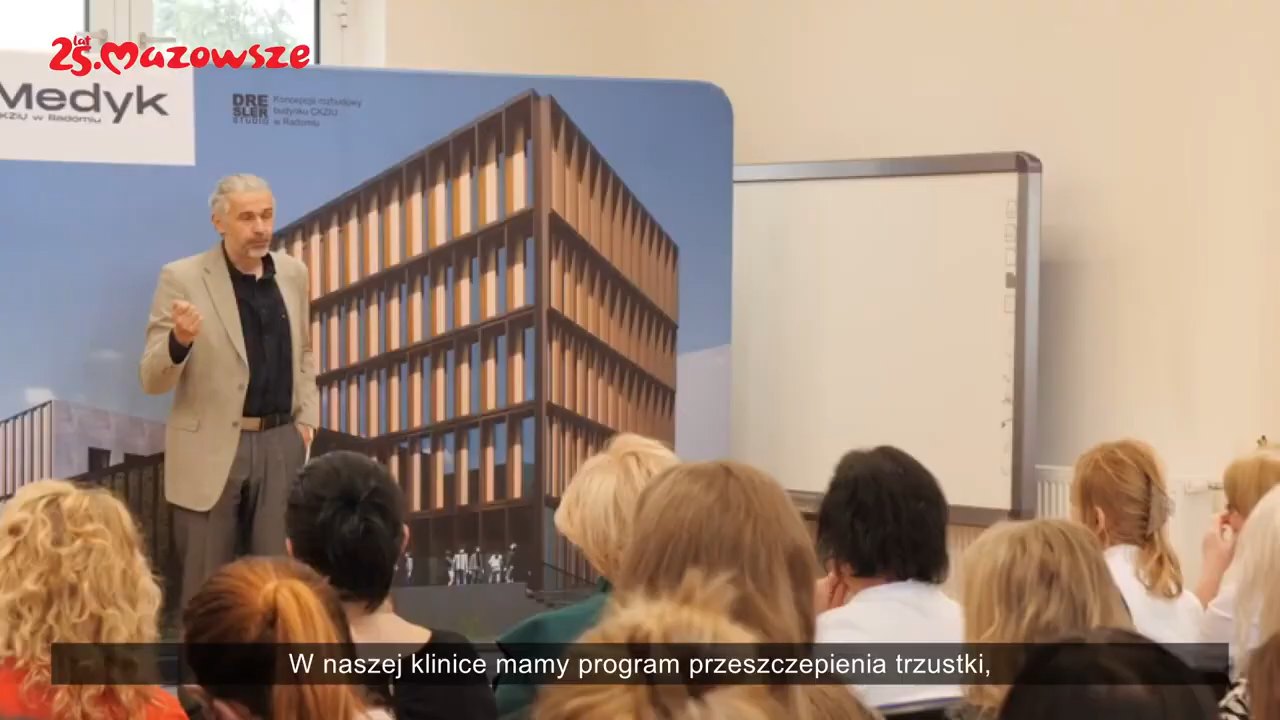 25 lat.Mazowsze
Medyk
CKZiU w Radomiu
DRE
SLER
STUDIO
Koncepcji rozbudowy
budynku CKZIU
w Radomiu
W naszej klinice mamy program przeszczepienia trzustki,